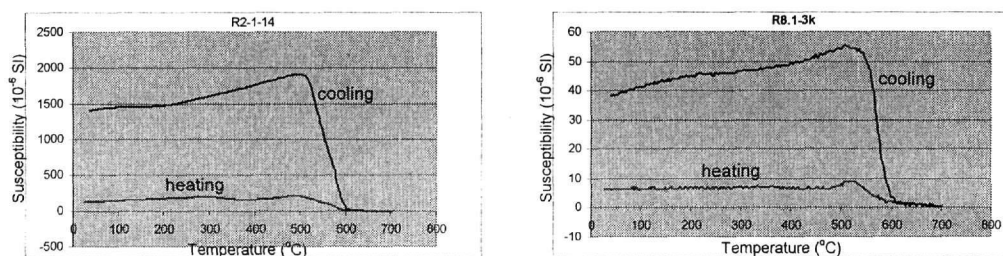 R2-1-14
Susceptibility (10-6 SI)
2500
2000
1500
1000
500
0
-500
0 100 200 300 400 500 600 700 800
cooling
heating
Temperature (°C)
R8.1-3k
Susceptibility (10-6 SI)
60
50
40
30
20
10
0
-10
0 100 200 300 400 500 600 700 800
cooling
heating
Temperature (°C)